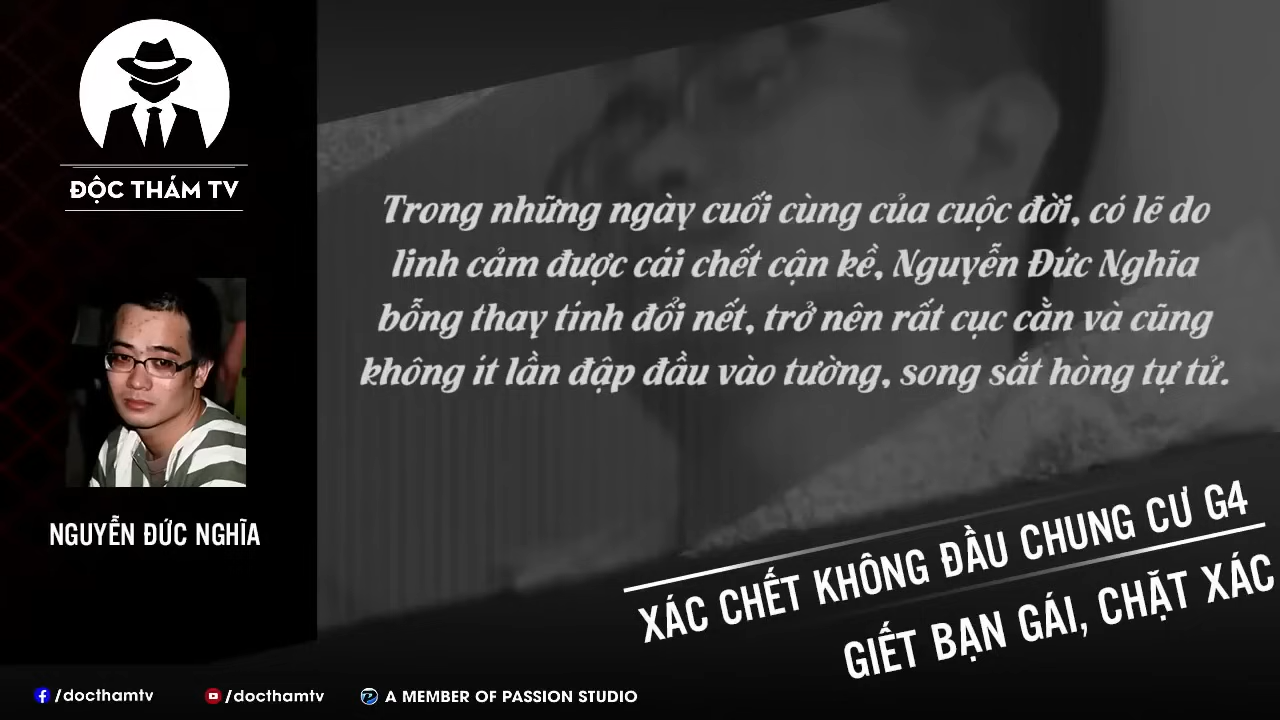 ĐỘC THÁM TV
NGUYỄN ĐỨC NGHĨA
Trong những ngày cuối cùng của cuộc đời, có lẽ do
linh cảm được cái chết cận kề, Nguyễn Đức Nghĩa
bỗng thay tính đổi nết, trở nên rất cục cằn và cũng
không ít lần đập đầu vào tường, song sắt hòng tự tử.
XÁC CHẾT KHÔNG ĐẦU CHUNG CƯ G4
GIẾT BẠN GÁI, CHẶT XÁC
/docthamtv
/docthamtv
A MEMBER OF PASSION STUDIO